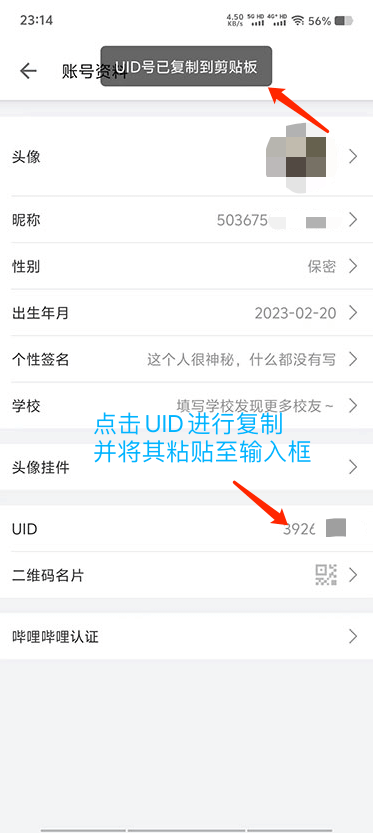 23:14
4.50 KB/s 5G HD 4G+ HD 56%
UID号已复制到剪贴板
账号资料
头像
昵称 503675
性别 保密
出生年月 2023-02-20
个性签名 这个人很神秘，什么都没有写
学校 填写学校发现更多校友~
点击UID进行复制
并将其粘贴至输入框
头像挂件
UID 3926
二维码名片
哔哩哔哩认证